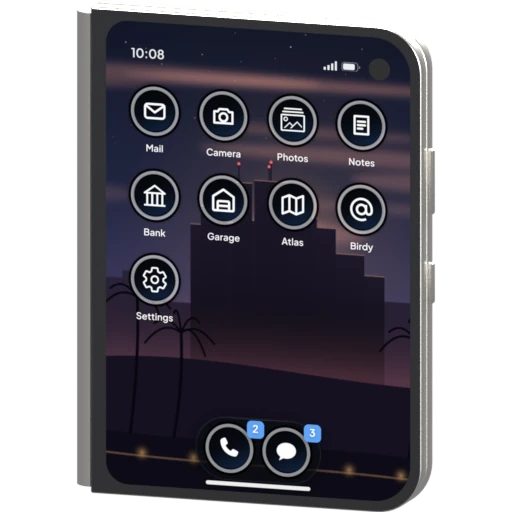 10:08
Mail Camera Photos Notes
Bank Garage Atlas Birdy
Settings
2 3